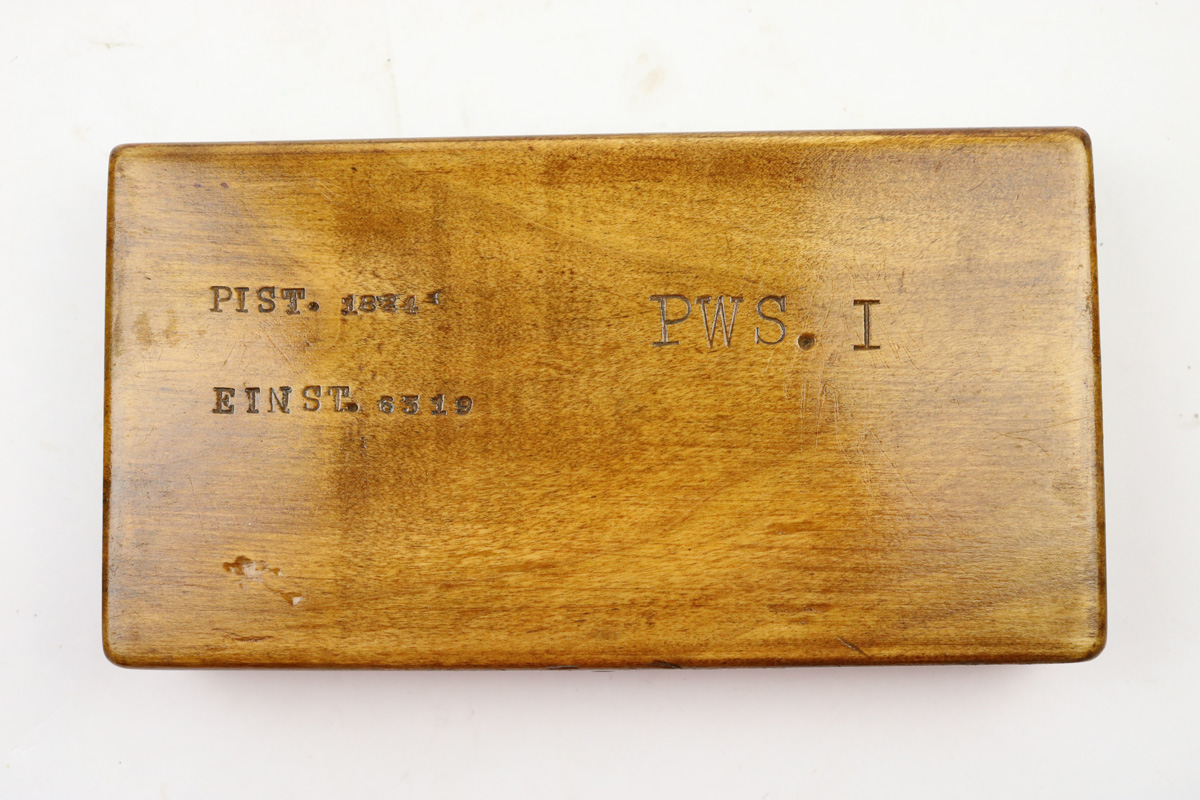 PIST.
PWS. I
EINST. 6319